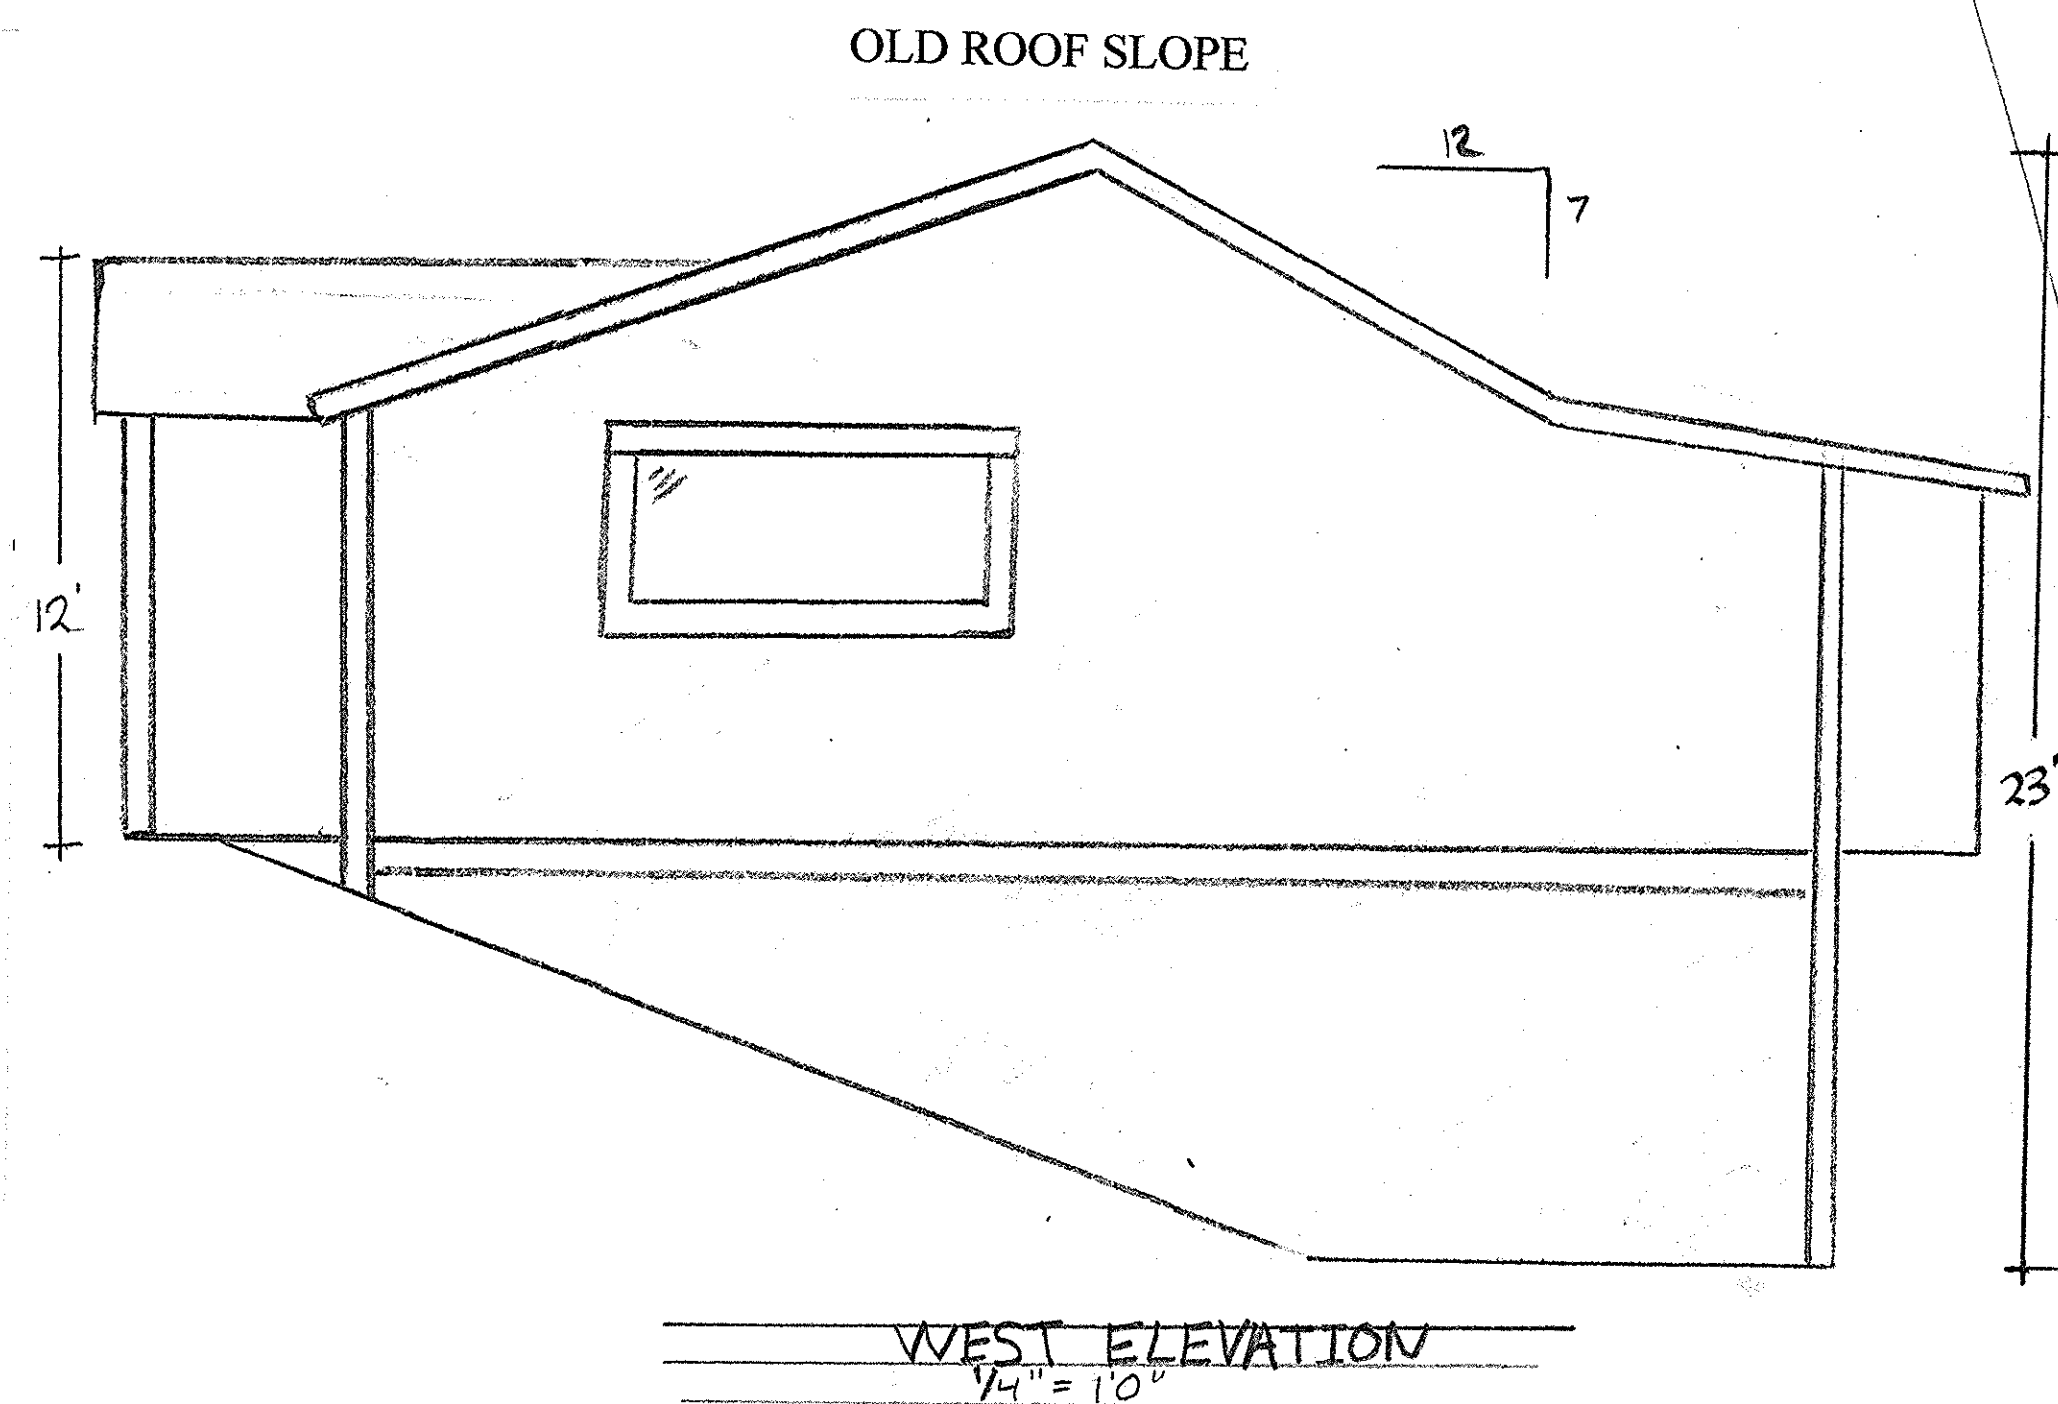 OLD ROOF SLOPE
12
7
12'
23'
WEST ELEVATION
1/4" = 1'0"